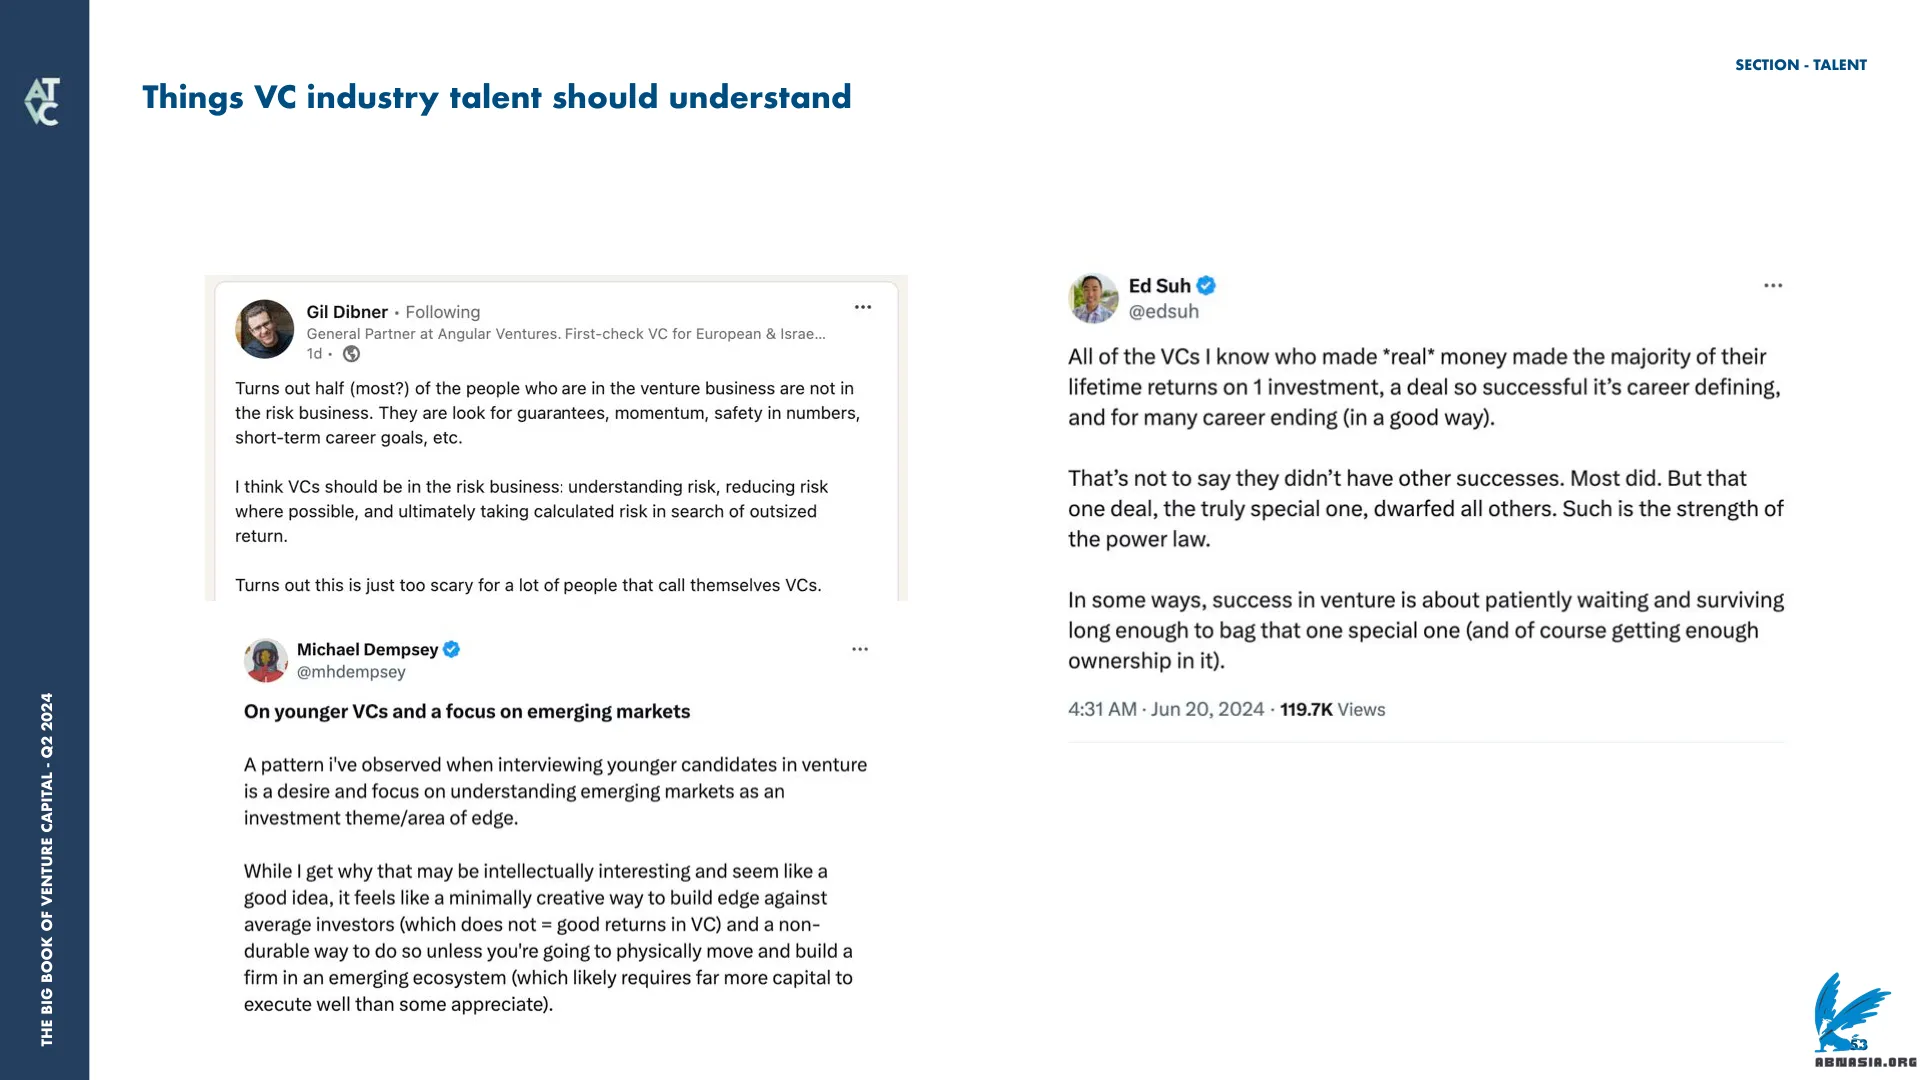 SECTION - TALENT
AT
VC
Things VC industry talent should understand
Gil Dibner • Following
General Partner at Angular Ventures. First-check VC for European & Israe...
1d •
Turns out half (most?) of the people who are in the venture business are not in
the risk business. They are look for guarantees, momentum, safety in numbers,
short-term career goals, etc.
I think VCs should be in the risk business: understanding risk, reducing risk
where possible, and ultimately taking calculated risk in search of outsized
return.
Turns out this is just too scary for a lot of people that call themselves VCs.
Michael Dempsey
@mhdempsey
On younger VCs and a focus on emerging markets
A pattern i've observed when interviewing younger candidates in venture
is a desire and focus on understanding emerging markets as an
investment theme/area of edge.
While I get why that may be intellectually interesting and seem like a
good idea, it feels like a minimally creative way to build edge against
average investors (which does not = good returns in VC) and a non-
durable way to do so unless you're going to physically move and build a
firm in an emerging ecosystem (which likely requires far more capital to
execute well than some appreciate).
Ed Suh
@edsuh
All of the VCs I know who made *real* money made the majority of their
lifetime returns on 1 investment, a deal so successful it’s career defining,
and for many career ending (in a good way).
That’s not to say they didn’t have other successes. Most did. But that
one deal, the truly special one, dwarfed all others. Such is the strength of
the power law.
In some ways, success in venture is about patiently waiting and surviving
long enough to bag that one special one (and of course getting enough
ownership in it).
4:31 AM · Jun 20, 2024 · 119.7K Views
THE BIG BOOK OF VENTURE CAPITAL - Q2 2024
53
ABNASIA.ORG